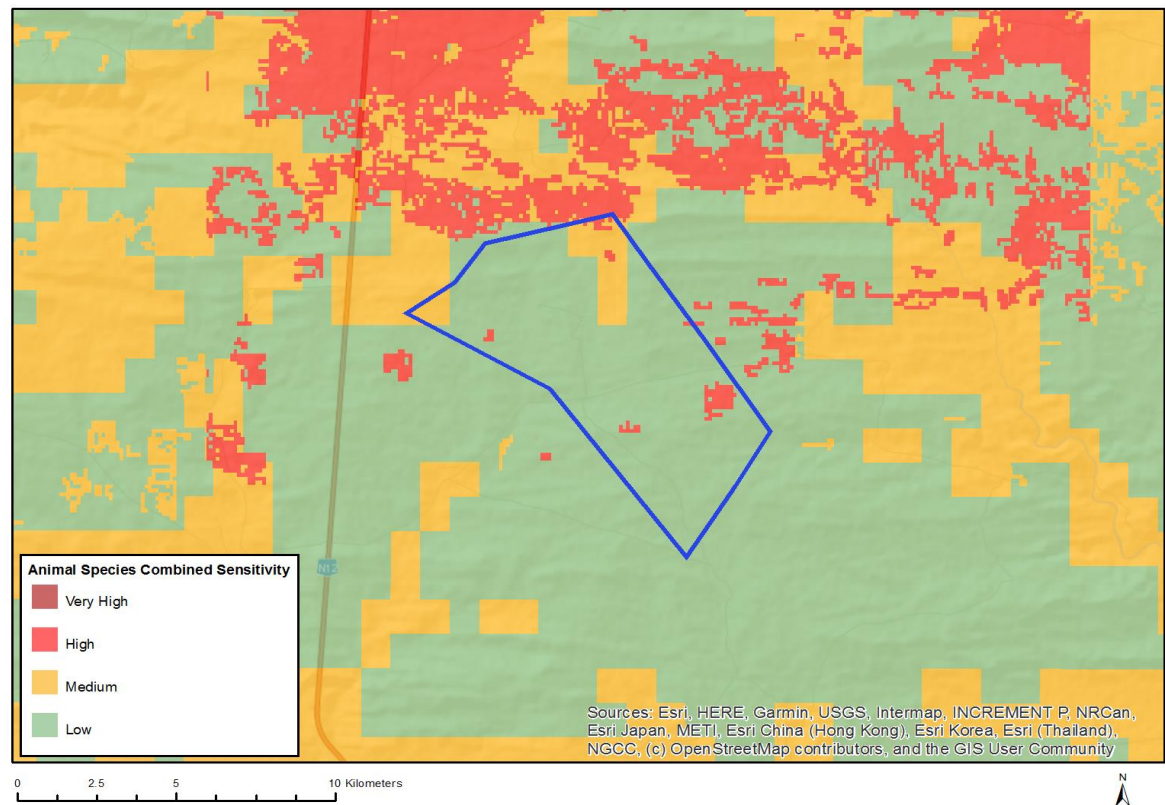 N12
Animal Species Combined Sensitivity
Very High
High
Medium
Low
Sources: Esri, HERE, Garmin, USGS, Intermap, INCREMENT P, NRCan,
Esri Japan, METI, Esri China (Hong Kong), Esri Korea, Esri (Thailand),
NGCC, (c) OpenStreetMap contributors, and the GIS User Community
0 2.5 5 10 Kilometers
N